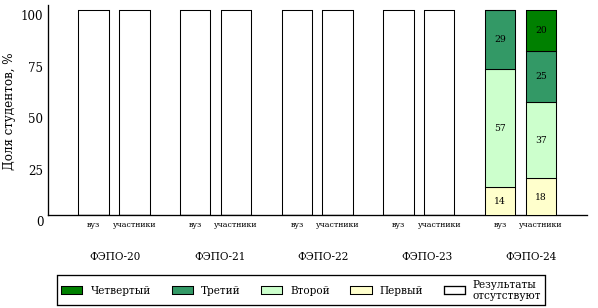 Доля студентов, %
100
75
50
25
0
29
57
14
20
25
37
18
вуз участники вуз участники вуз участники вуз участники вуз участники
ФЭПО-20 ФЭПО-21 ФЭПО-22 ФЭПО-23 ФЭПО-24
Четвертый Третий Второй Первый Результаты
отсутствуют